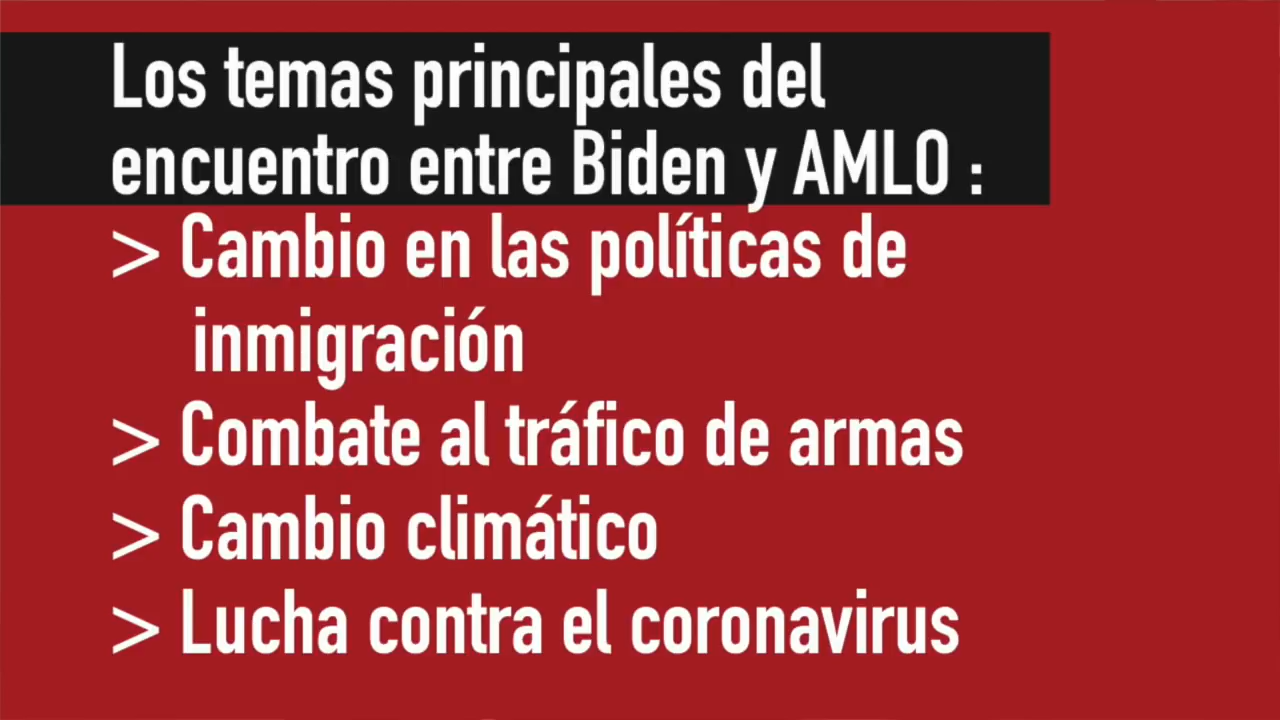 Los temas principales del
encuentro entre Biden y AMLO :
> Cambio en las políticas de
inmigración
> Combate al tráfico de armas
> Cambio climático
> Lucha contra el coronavirus